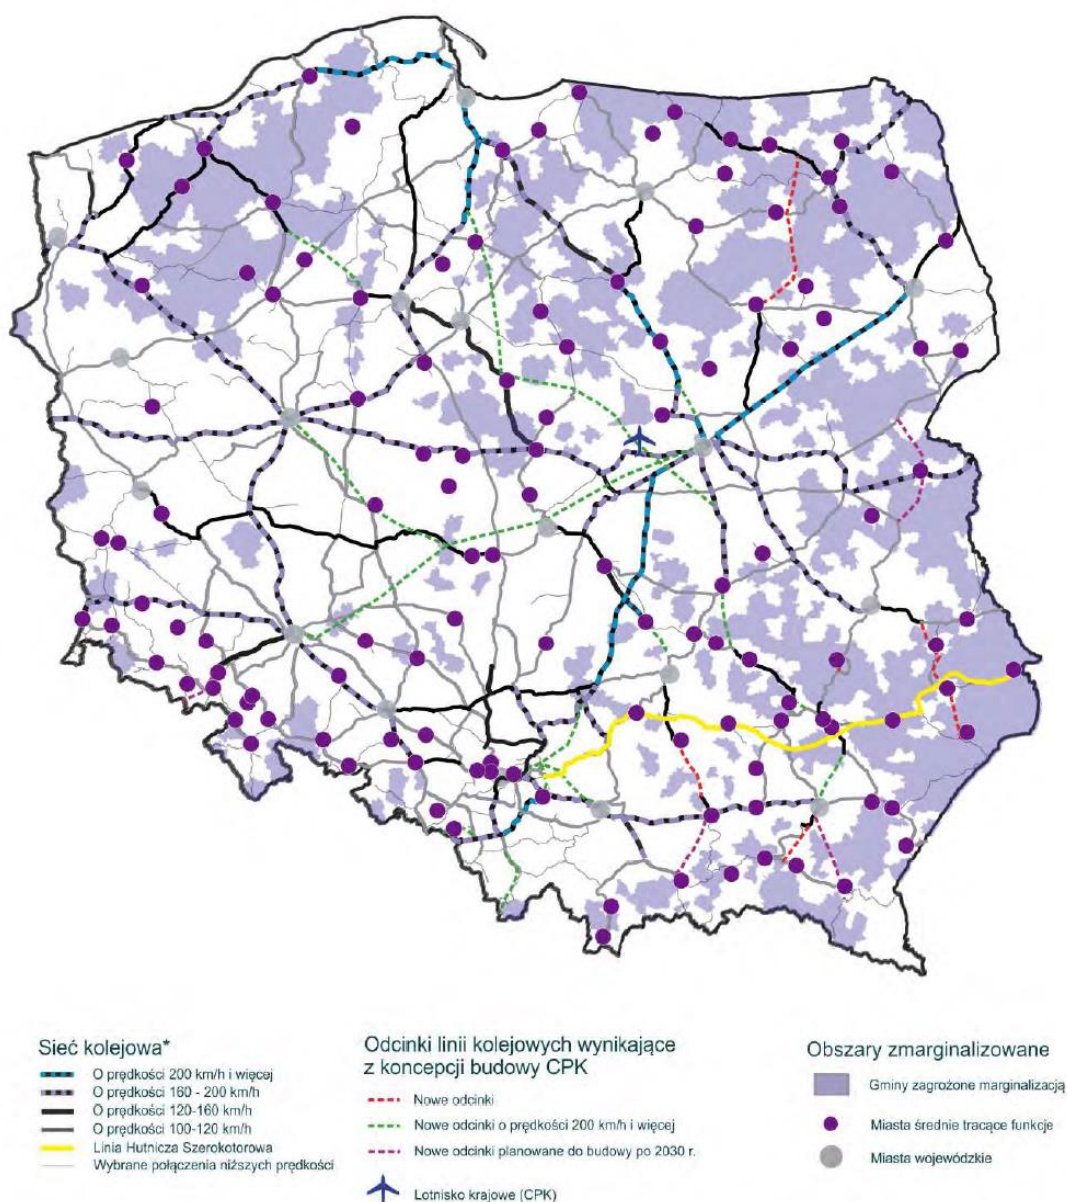 Sieć kolejowa*
O prędkości 200 km/h i więcej
O prędkości 160 - 200 km/h
O prędkości 120-160 km/h
O prędkości 100-120 km/h
Linia Hutnicza Szerokotorowa
Wybrane połączenia niższych prędkości
Odcinki linii kolejowych wynikające
z koncepcji budowy CPK
Nowe odcinki
Nowe odcinki o prędkości 200 km/h i więcej
Nowe odcinki planowane do budowy po 2030 r.
Lotnisko krajowe (CPK)
Obszary zmarginalizowane
Gminy zagrożone marginalizacją
Miasta średnie tracące funkcje
Miasta wojewódzkie